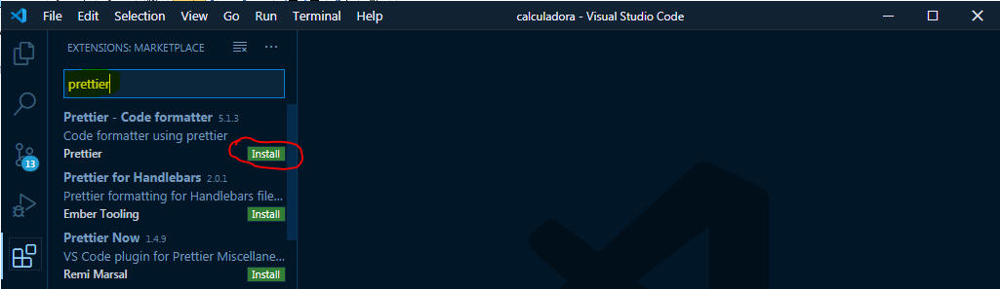 File Edit Selection View Go Run Terminal Help calculadora - Visual Studio Code
EXTENSIONS: MARKETPLACE
prettier
Prettier - Code formatter 5.1.3
Code formatter using prettier
Prettier Install
13
Prettier for Handlebars 2.0.1
Prettier formatting for Handlebars file...
Ember Tooling Install
Prettier Now 1.4.9
VS Code plugin for Prettier Miscellane...
Remi Marsal Install